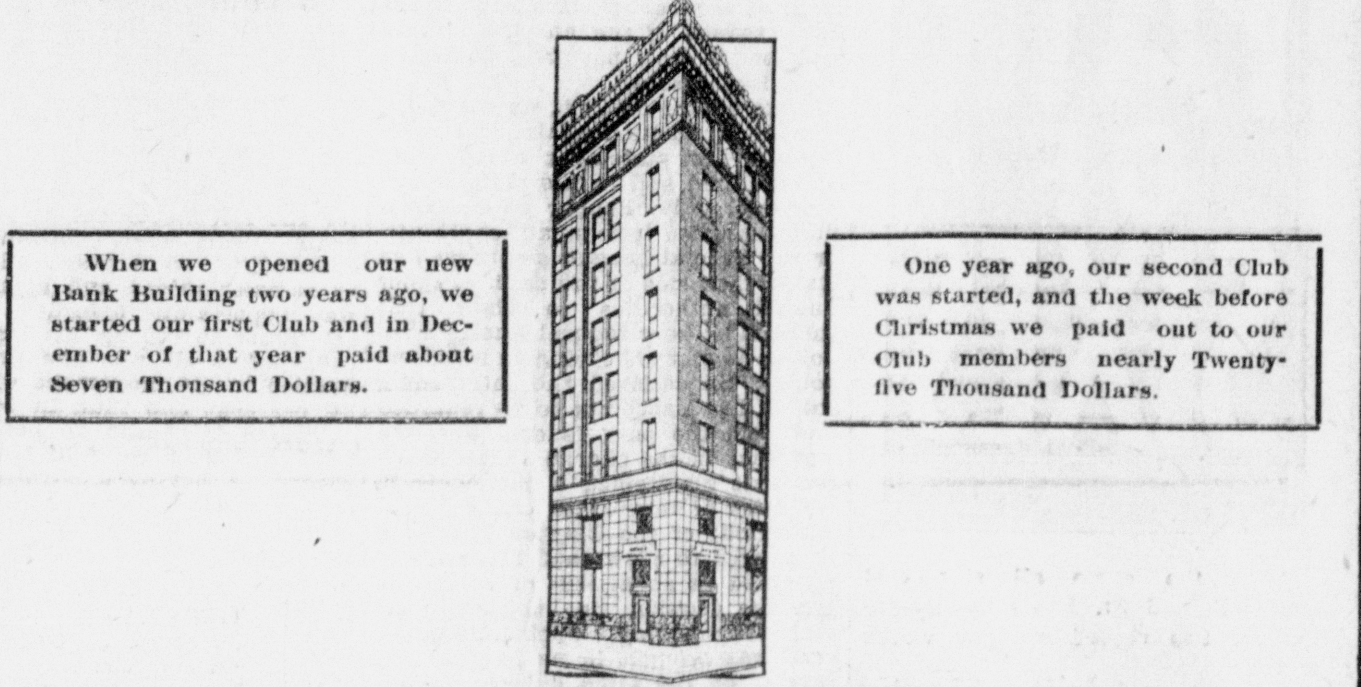 When we opened our new
Bank Building two years ago, we
started our first Club and in Dec-
ember of that year paid about
Seven Thousand Dollars.
One year ago, our second Club
was started, and the week before
Christmas we paid out to our
Club members nearly Twenty-
five Thousand Dollars.